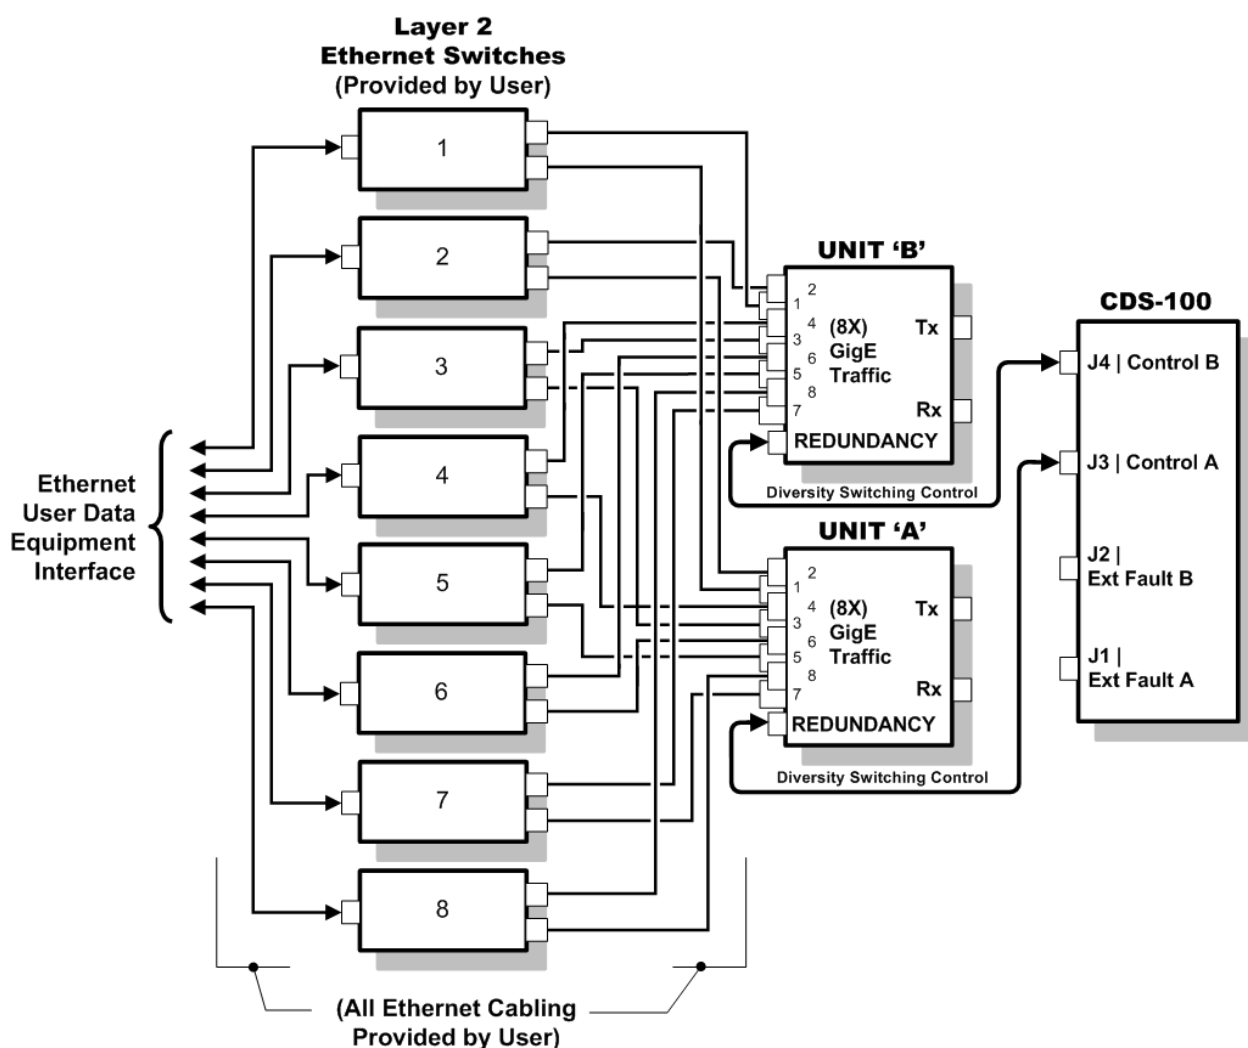 Layer 2
Ethernet Switches
(Provided by User)
1
2
3
4
5
6
7
8
Ethernet
User Data
Equipment
Interface
UNIT ‘B’
2
1
4
3
6
5
8
7
(8X)
GigE
Traffic
Tx
Rx
REDUNDANCY
Diversity Switching Control
UNIT ‘A’
2
1
4
3
6
5
8
7
(8X)
GigE
Traffic
Tx
Rx
REDUNDANCY
Diversity Switching Control
CDS-100
J4 | Control B
J3 | Control A
J2 |
Ext Fault B
J1 |
Ext Fault A
(All Ethernet Cabling
Provided by User)